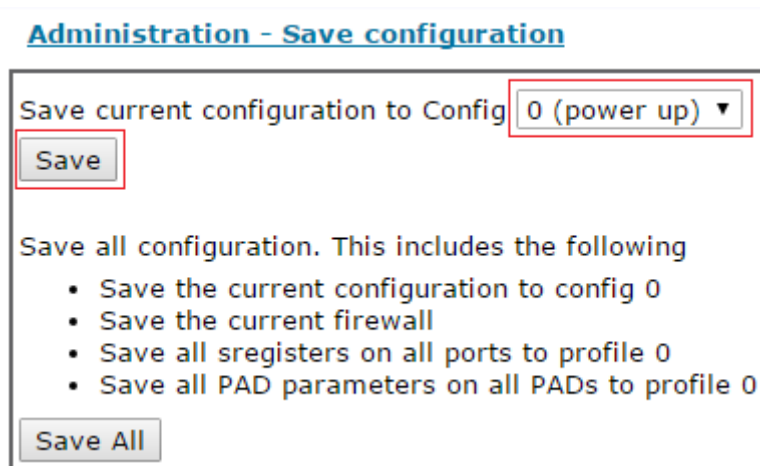 Administration - Save configuration
Save current configuration to Config 0 (power up) ▼
Save
Save all configuration. This includes the following
• Save the current configuration to config 0
• Save the current firewall
• Save all sregisters on all ports to profile 0
• Save all PAD parameters on all PADs to profile 0
Save All